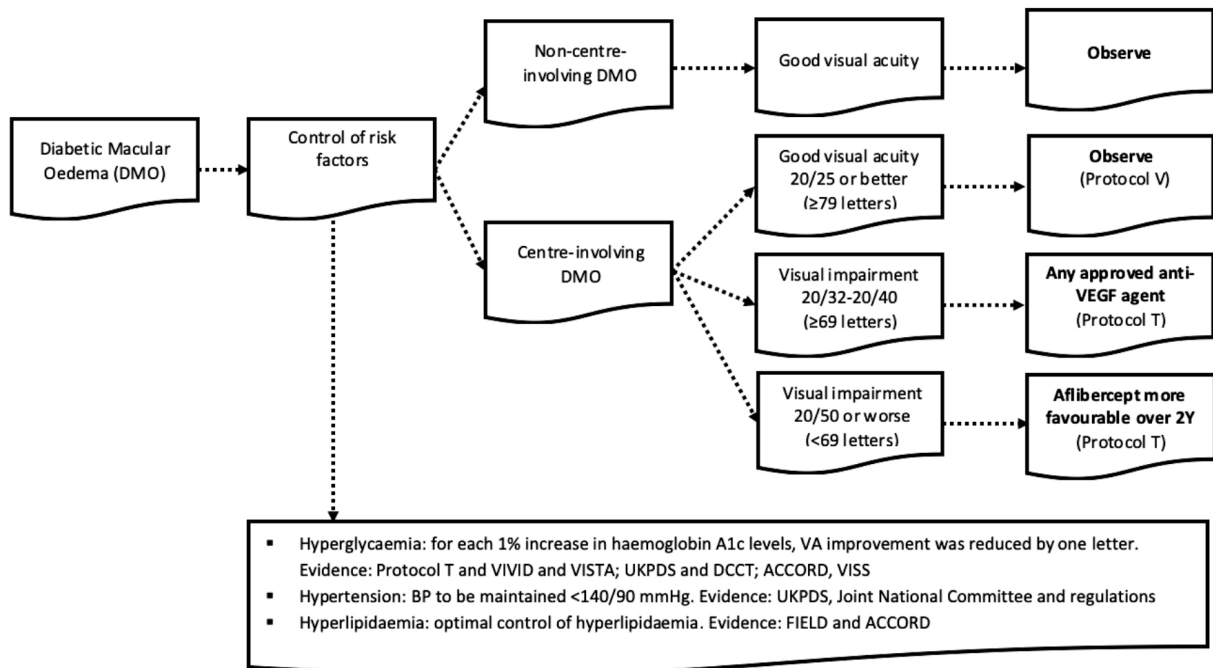 Diabetic Macular
Oedema (DMO)
Control of risk
factors
Non-centre-
involving DMO
Good visual acuity
Observe
Centre-involving
DMO
Good visual acuity
20/25 or better
(≥79 letters)
Observe
(Protocol V)
Visual impairment
20/32-20/40
(≥69 letters)
Any approved anti-
VEGF agent
(Protocol T)
Visual impairment
20/50 or worse
(<69 letters)
Aflibercept more
favourable over 2Y
(Protocol T)
▪ Hyperglycaemia: for each 1% increase in haemoglobin A1c levels, VA improvement was reduced by one letter.
Evidence: Protocol T and VIVID and VISTA; UKPDS and DCCT; ACCORD, VISS
▪ Hypertension: BP to be maintained <140/90 mmHg. Evidence: UKPDS, Joint National Committee and regulations
▪ Hyperlipidaemia: optimal control of hyperlipidaemia. Evidence: FIELD and ACCORD